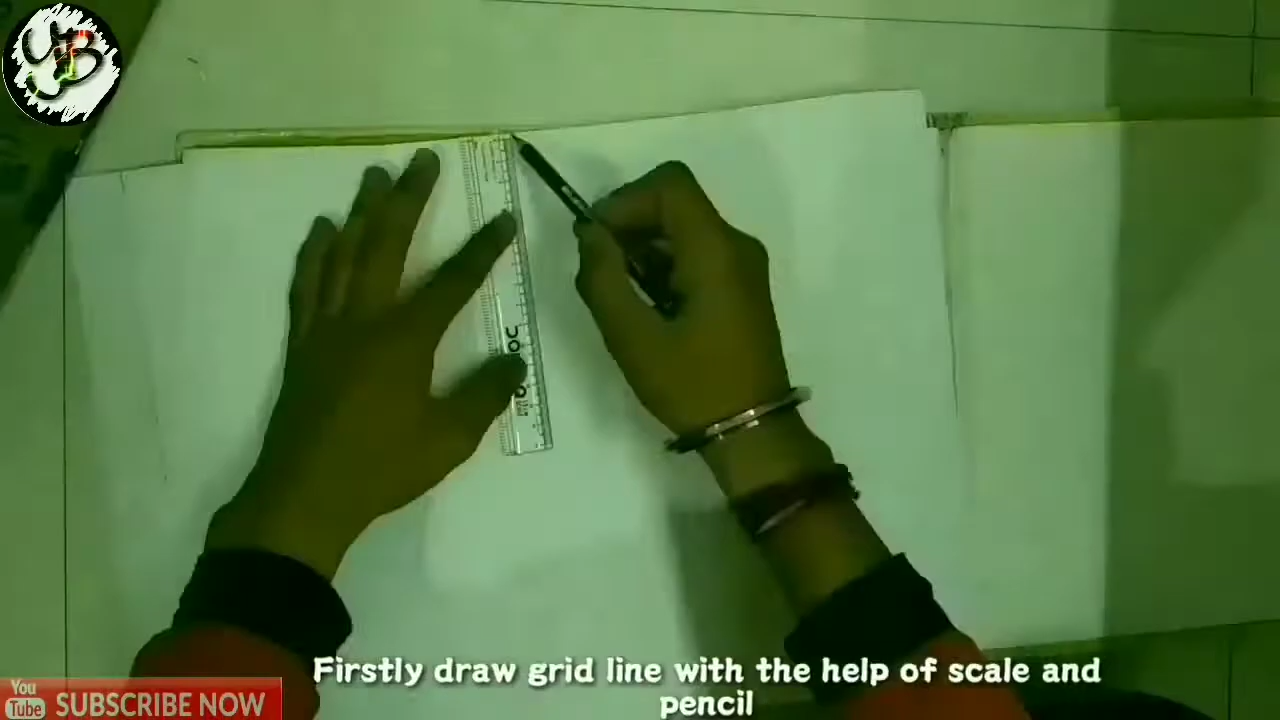 Firstly draw grid line with the help of scale and
pencil
You
Tube SUBSCRIBE NOW